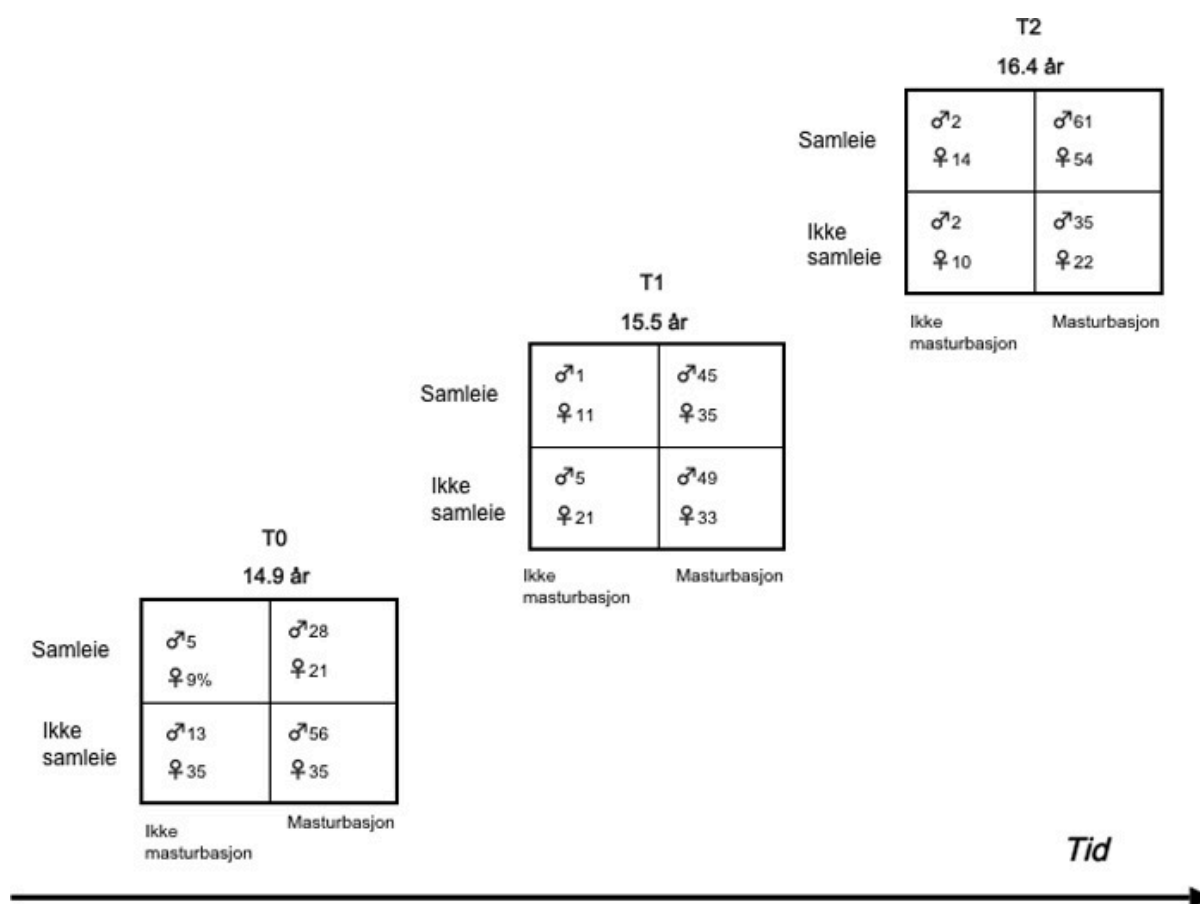 T2
16.4 år
Samleie
♂2 ♂61
♀14 ♀54
Ikke
samleie
♂2 ♂35
♀10 ♀22
Ikke
masturbasjon
Masturbasjon
T1
15.5 år
Samleie
♂1 ♂45
♀11 ♀35
Ikke
samleie
♂5 ♂49
♀21 ♀33
Ikke
masturbasjon
Masturbasjon
T0
14.9 år
Samleie
♂5 ♂28
♀9% ♀21
Ikke
samleie
♂13 ♂56
♀35 ♀35
Ikke
masturbasjon
Masturbasjon
Tid